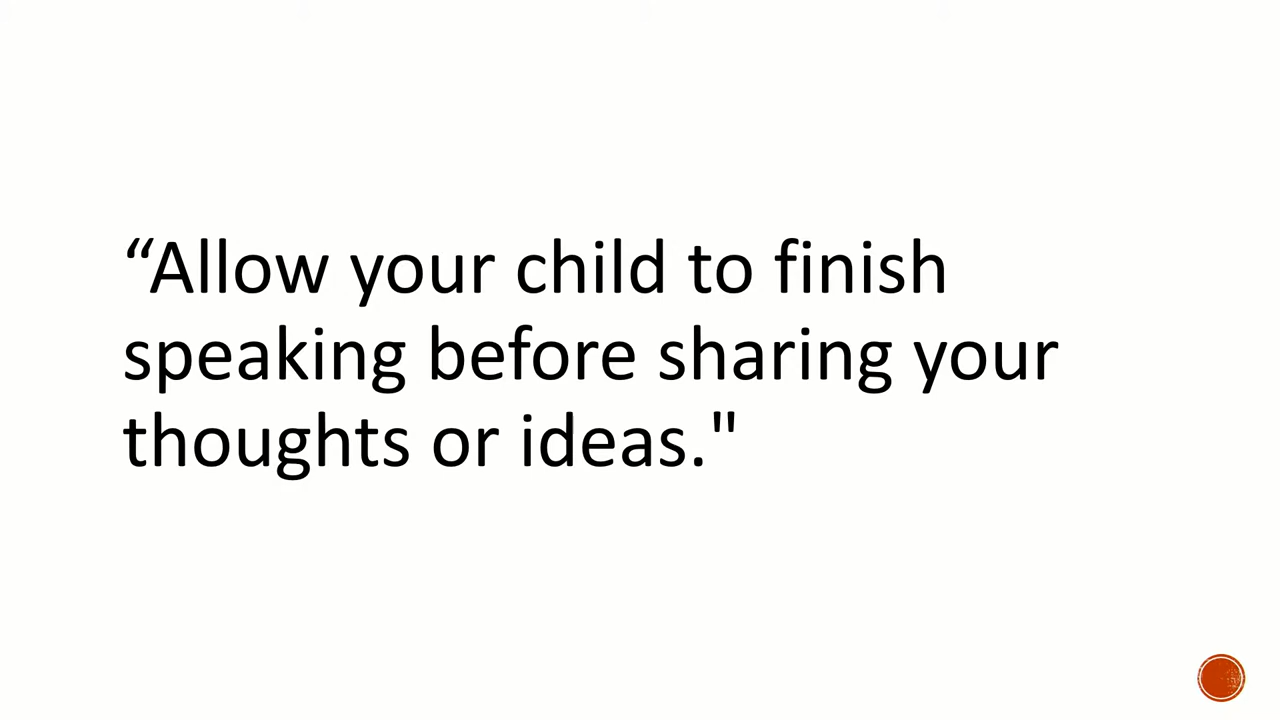 “Allow your child to finish
speaking before sharing your
thoughts or ideas."